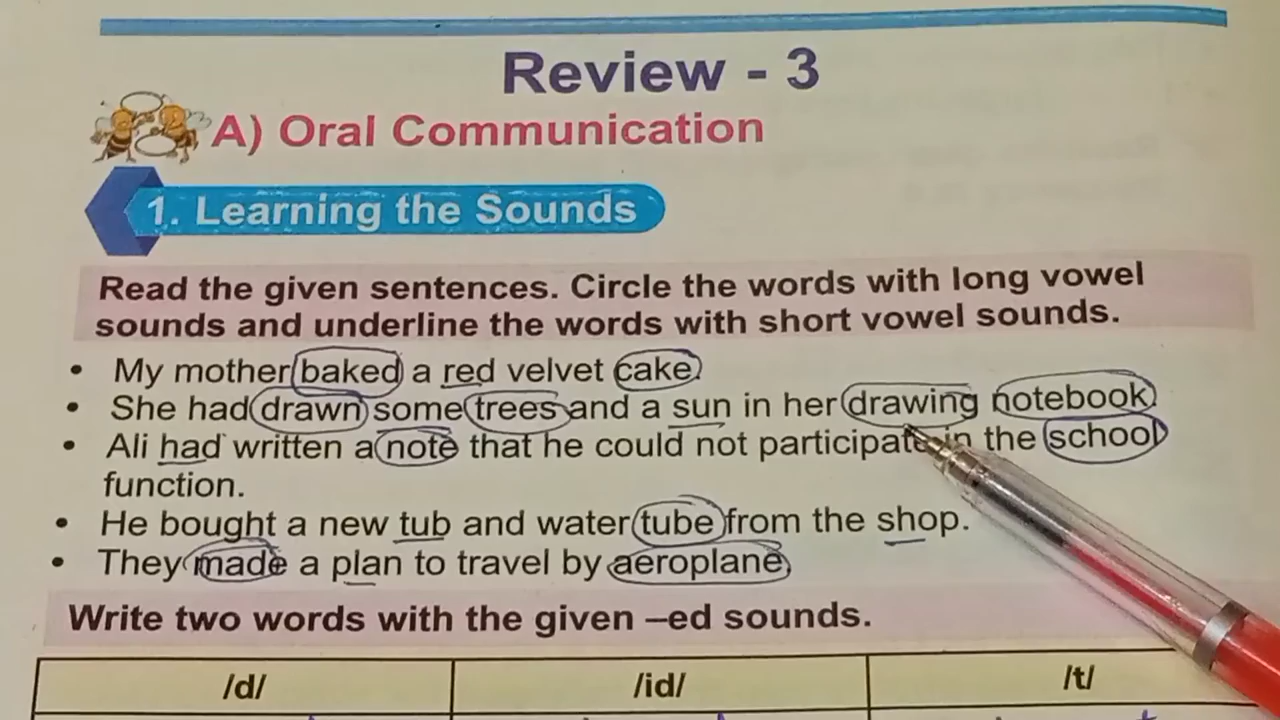 Review - 3
A) Oral Communication
1. Learning the Sounds
Read the given sentences. Circle the words with long vowel
sounds and underline the words with short vowel sounds.
• My mother baked a red velvet cake.
• She had drawn some trees and a sun in her drawing notebook.
• Ali had written a note that he could not participate in the school
function.
• He bought a new tub and water tube from the shop.
• They made a plan to travel by aeroplane.
Write two words with the given –ed sounds.
/d/ /id/ /t/